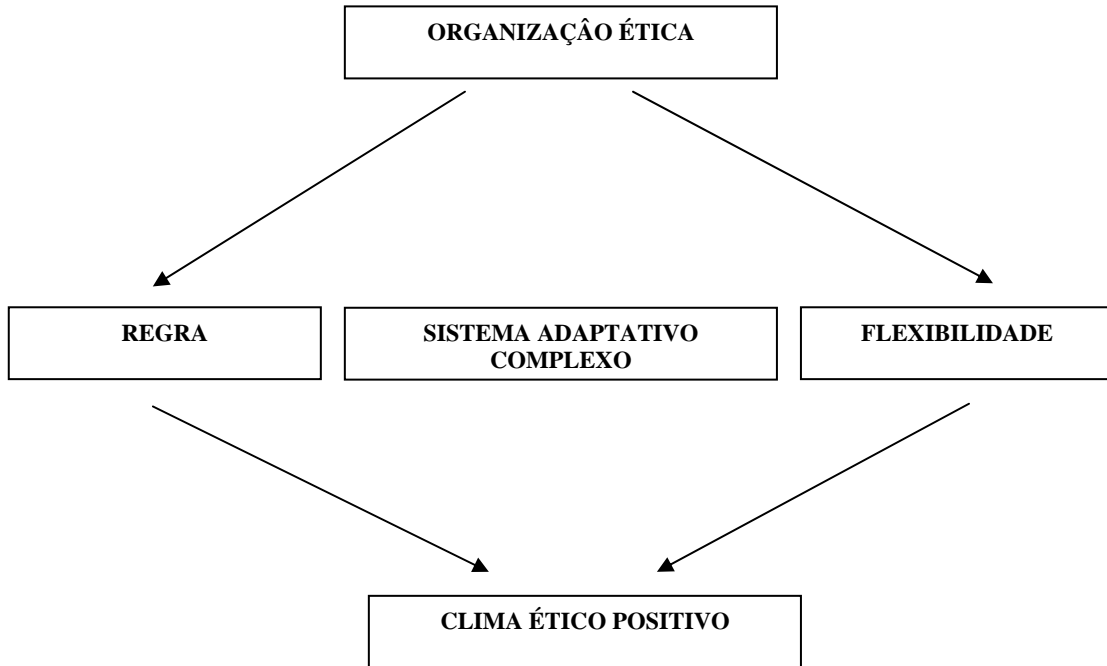 ORGANIZAÇÂO ÉTICA
REGRA
SISTEMA ADAPTATIVO
COMPLEXO
FLEXIBILIDADE
CLIMA ÉTICO POSITIVO